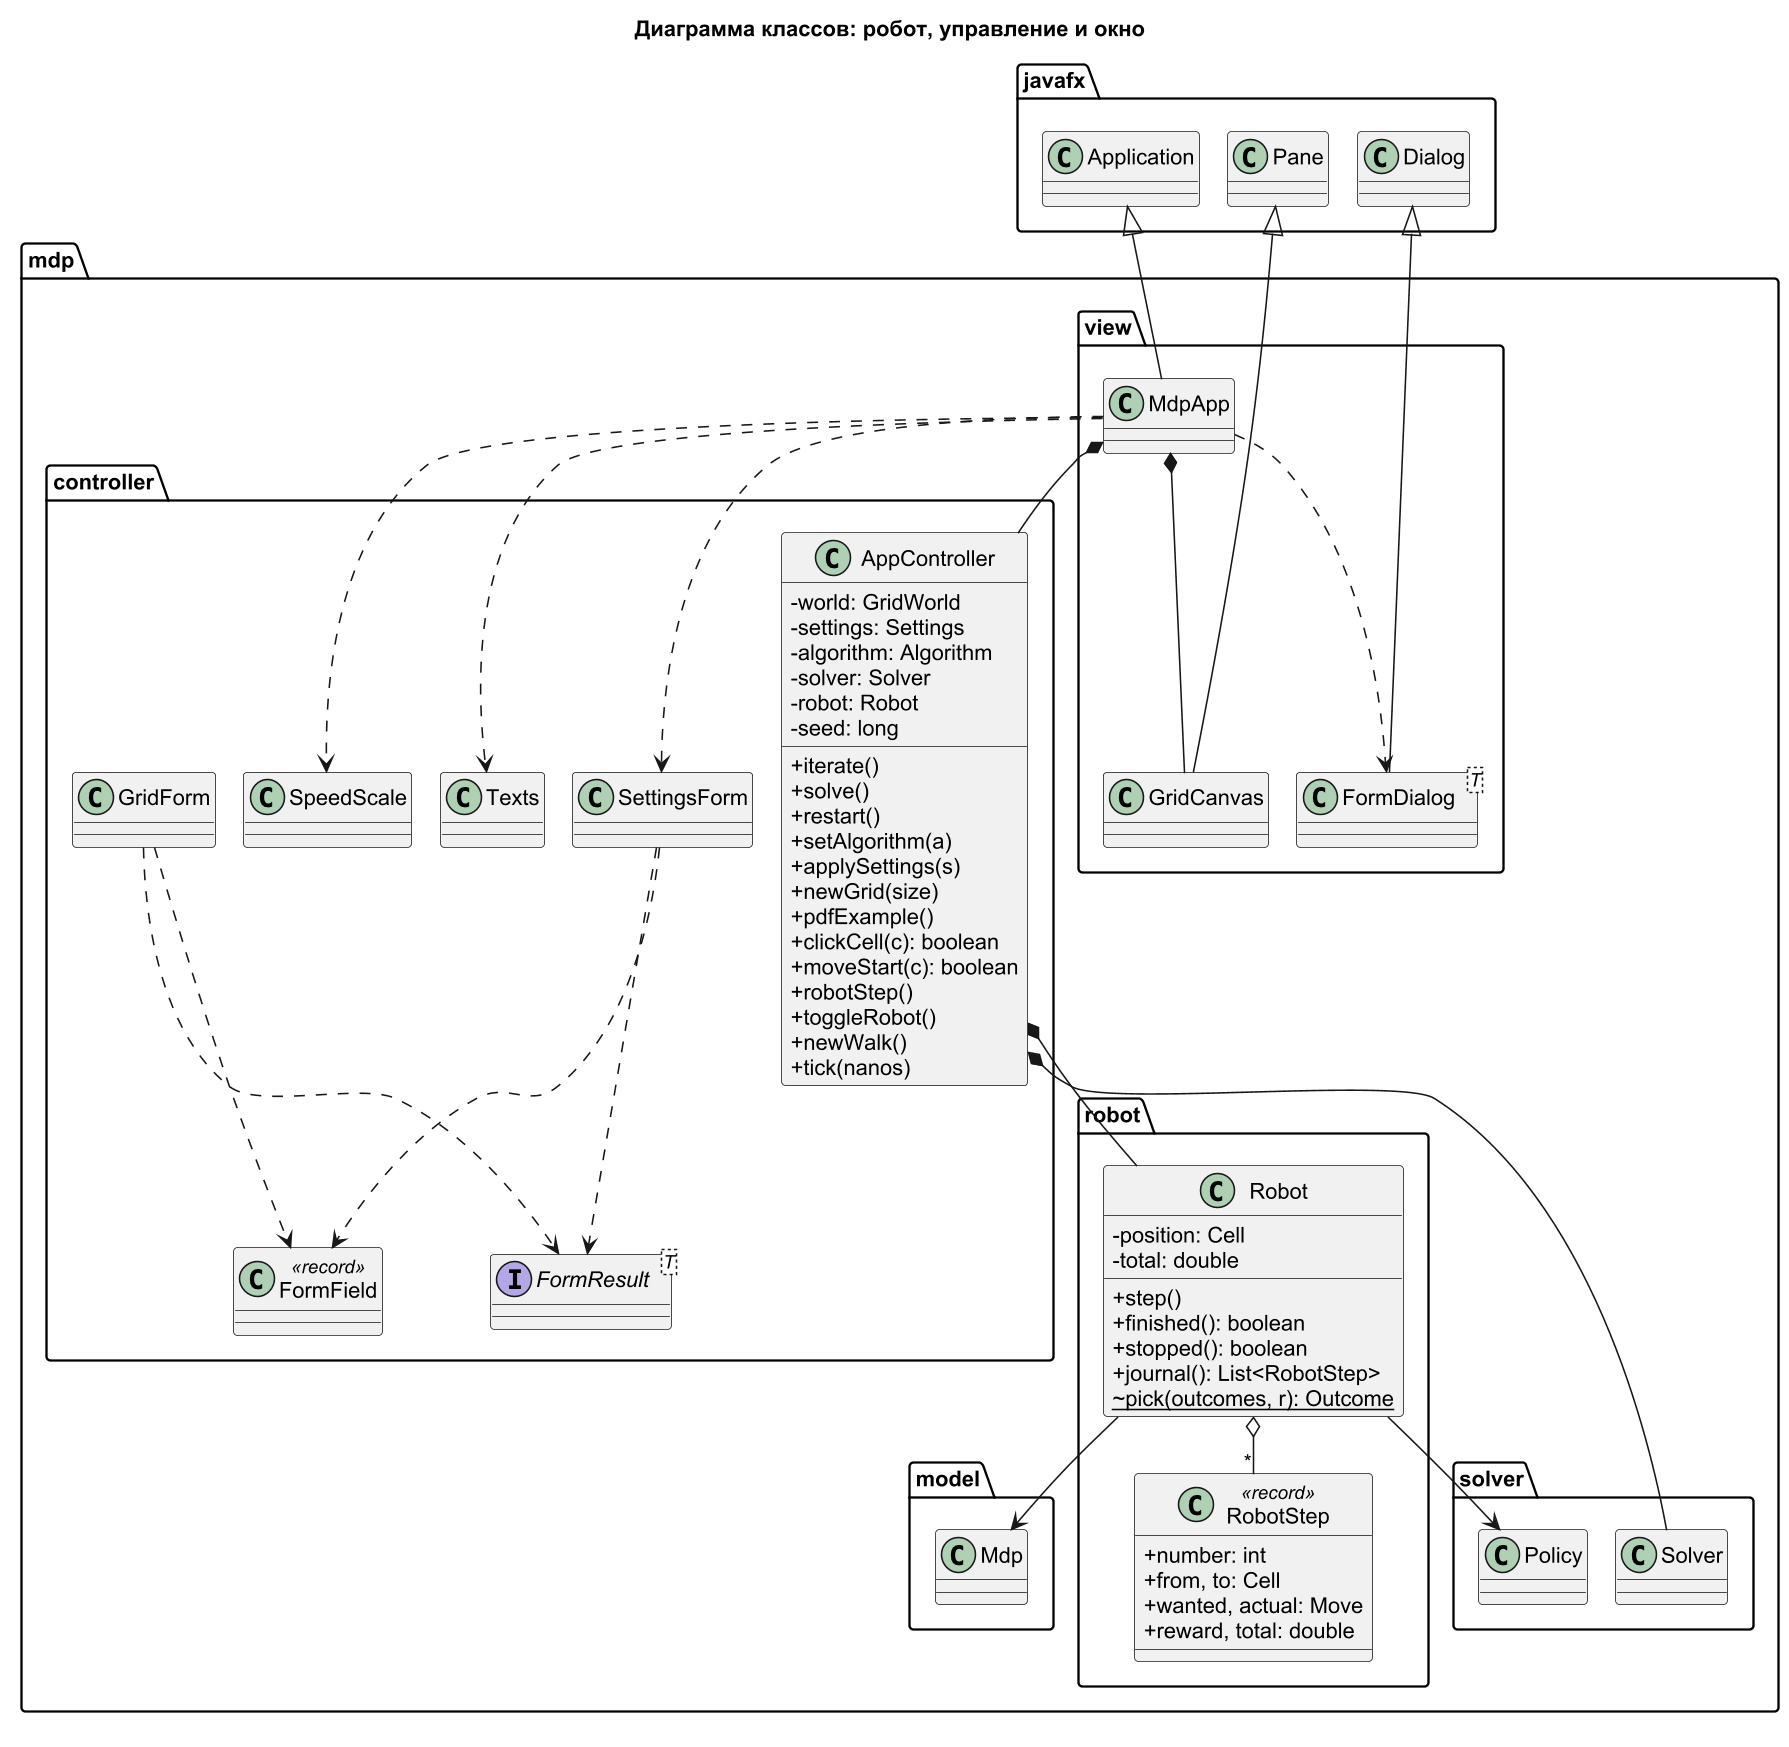 Диаграмма классов: робот, управление и окно
javafx
C Application
C Pane
C Dialog
mdp
view
C MdpApp
controller
C AppController
-world: GridWorld
-settings: Settings
-algorithm: Algorithm
-solver: Solver
-robot: Robot
-seed: long
+iterate()
+solve()
+restart()
+setAlgorithm(a)
+applySettings(s)
+newGrid(size)
+pdfExample()
+clickCell(c): boolean
+moveStart(c): boolean
+robotStep()
+toggleRobot()
+newWalk()
+tick(nanos)
C GridForm
C SpeedScale
C Texts
C SettingsForm
C GridCanvas
C FormDialog
T
C «record»
FormField
I FormResult
T
robot
C Robot
-position: Cell
-total: double
+step()
+finished(): boolean
+stopped(): boolean
+journal(): List<RobotStep>
~pick(outcomes, r): Outcome
*
model
C Mdp
C «record»
RobotStep
+number: int
+from, to: Cell
+wanted, actual: Move
+reward, total: double
solver
C Policy
C Solver